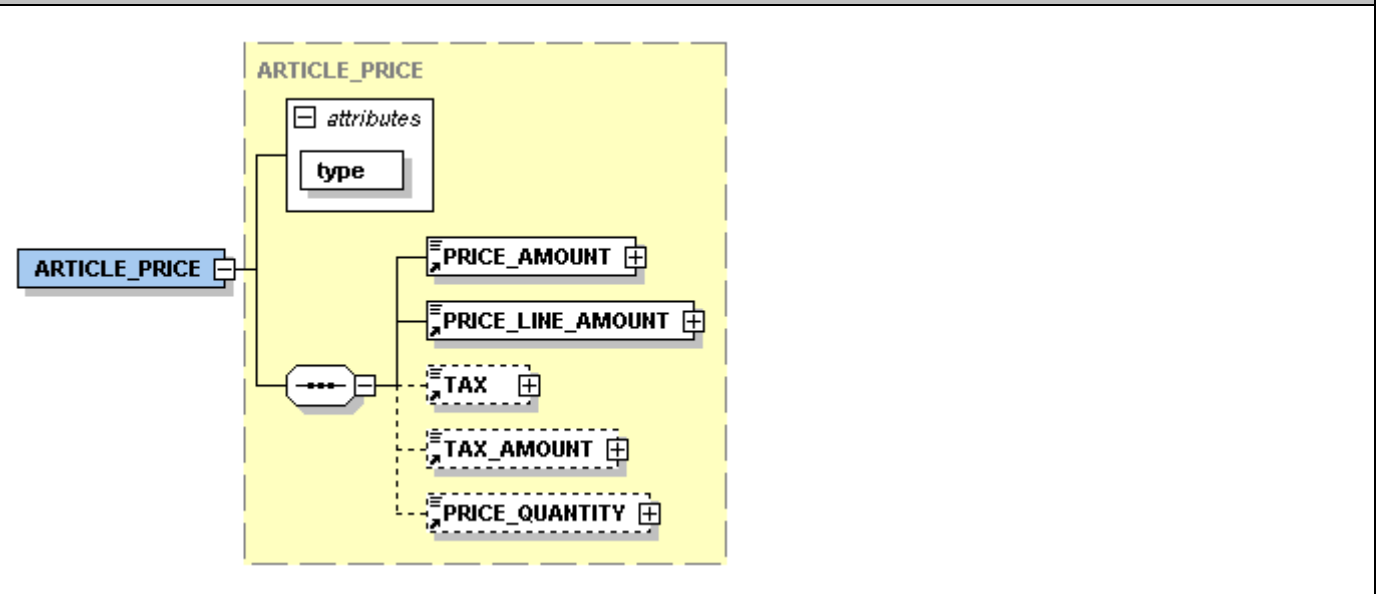 ARTICLE_PRICE
attributes
type
ARTICLE_PRICE
PRICE_AMOUNT
PRICE_LINE_AMOUNT
TAX
TAX_AMOUNT
PRICE_QUANTITY